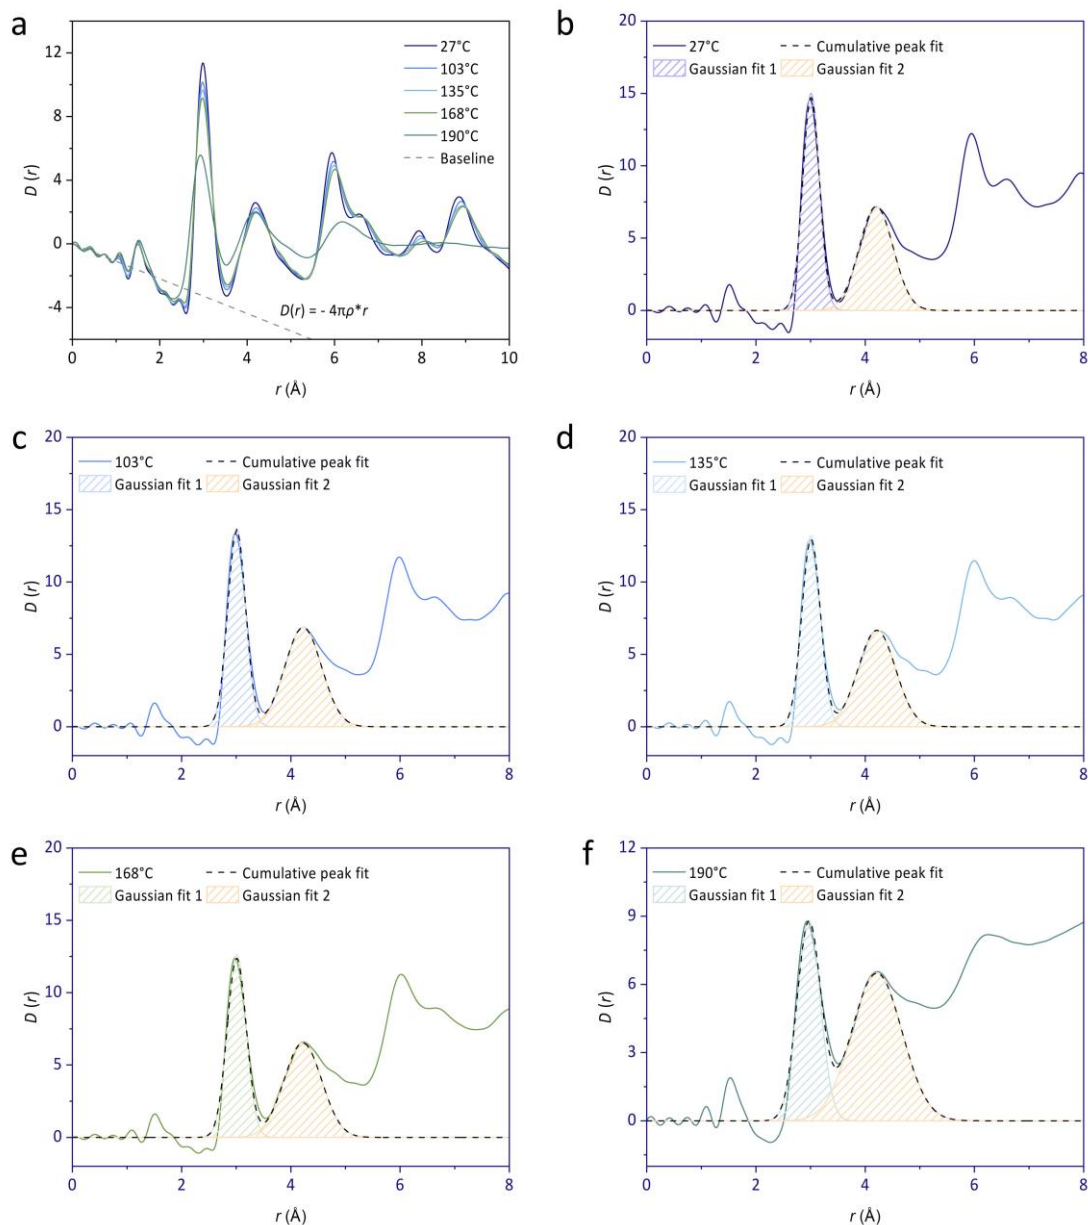 a
D (r)
12
8
4
0
-4
27°C
103°C
135°C
168°C
190°C
Baseline
D(r) = - 4πρ*r
0 2 4 6 8 10
r (Å)
b
D (r)
20
15
10
5
0
27°C Cumulative peak fit
Gaussian fit 1 Gaussian fit 2
0 2 4 6 8
r (Å)
c
D (r)
20
15
10
5
0
103°C Cumulative peak fit
Gaussian fit 1 Gaussian fit 2
0 2 4 6 8
r (Å)
d
D (r)
20
15
10
5
0
135°C Cumulative peak fit
Gaussian fit 1 Gaussian fit 2
0 2 4 6 8
r (Å)
e
D (r)
20
15
10
5
0
168°C Cumulative peak fit
Gaussian fit 1 Gaussian fit 2
0 2 4 6 8
r (Å)
f
D (r)
12
9
6
3
0
190°C Cumulative peak fit
Gaussian fit 1 Gaussian fit 2
0 2 4 6 8
r (Å)